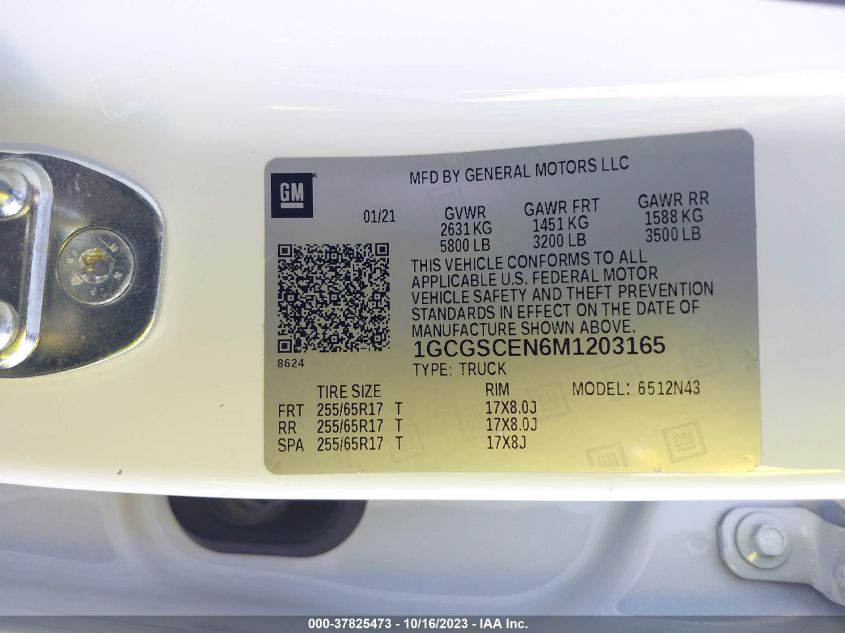 GM
MFD BY GENERAL MOTORS LLC
01/21 GVWR GAWR FRT GAWR RR
2631 KG 1451 KG 1588 KG
5800 LB 3200 LB 3500 LB
THIS VEHICLE CONFORMS TO ALL
APPLICABLE U.S. FEDERAL MOTOR
VEHICLE SAFETY AND THEFT PREVENTION
STANDARDS IN EFFECT ON THE DATE OF
MANUFACTURE SHOWN ABOVE.
8624
1GCGSCEN6M1203165
TYPE: TRUCK
TIRE SIZE RIM MODEL: 6512N43
FRT 255/65R17 T 17X8.0J
RR 255/65R17 T 17X8.0J
SPA 255/65R17 T 17X8J
GM
GM
000-37825473 - 10/16/2023 - IAA Inc.